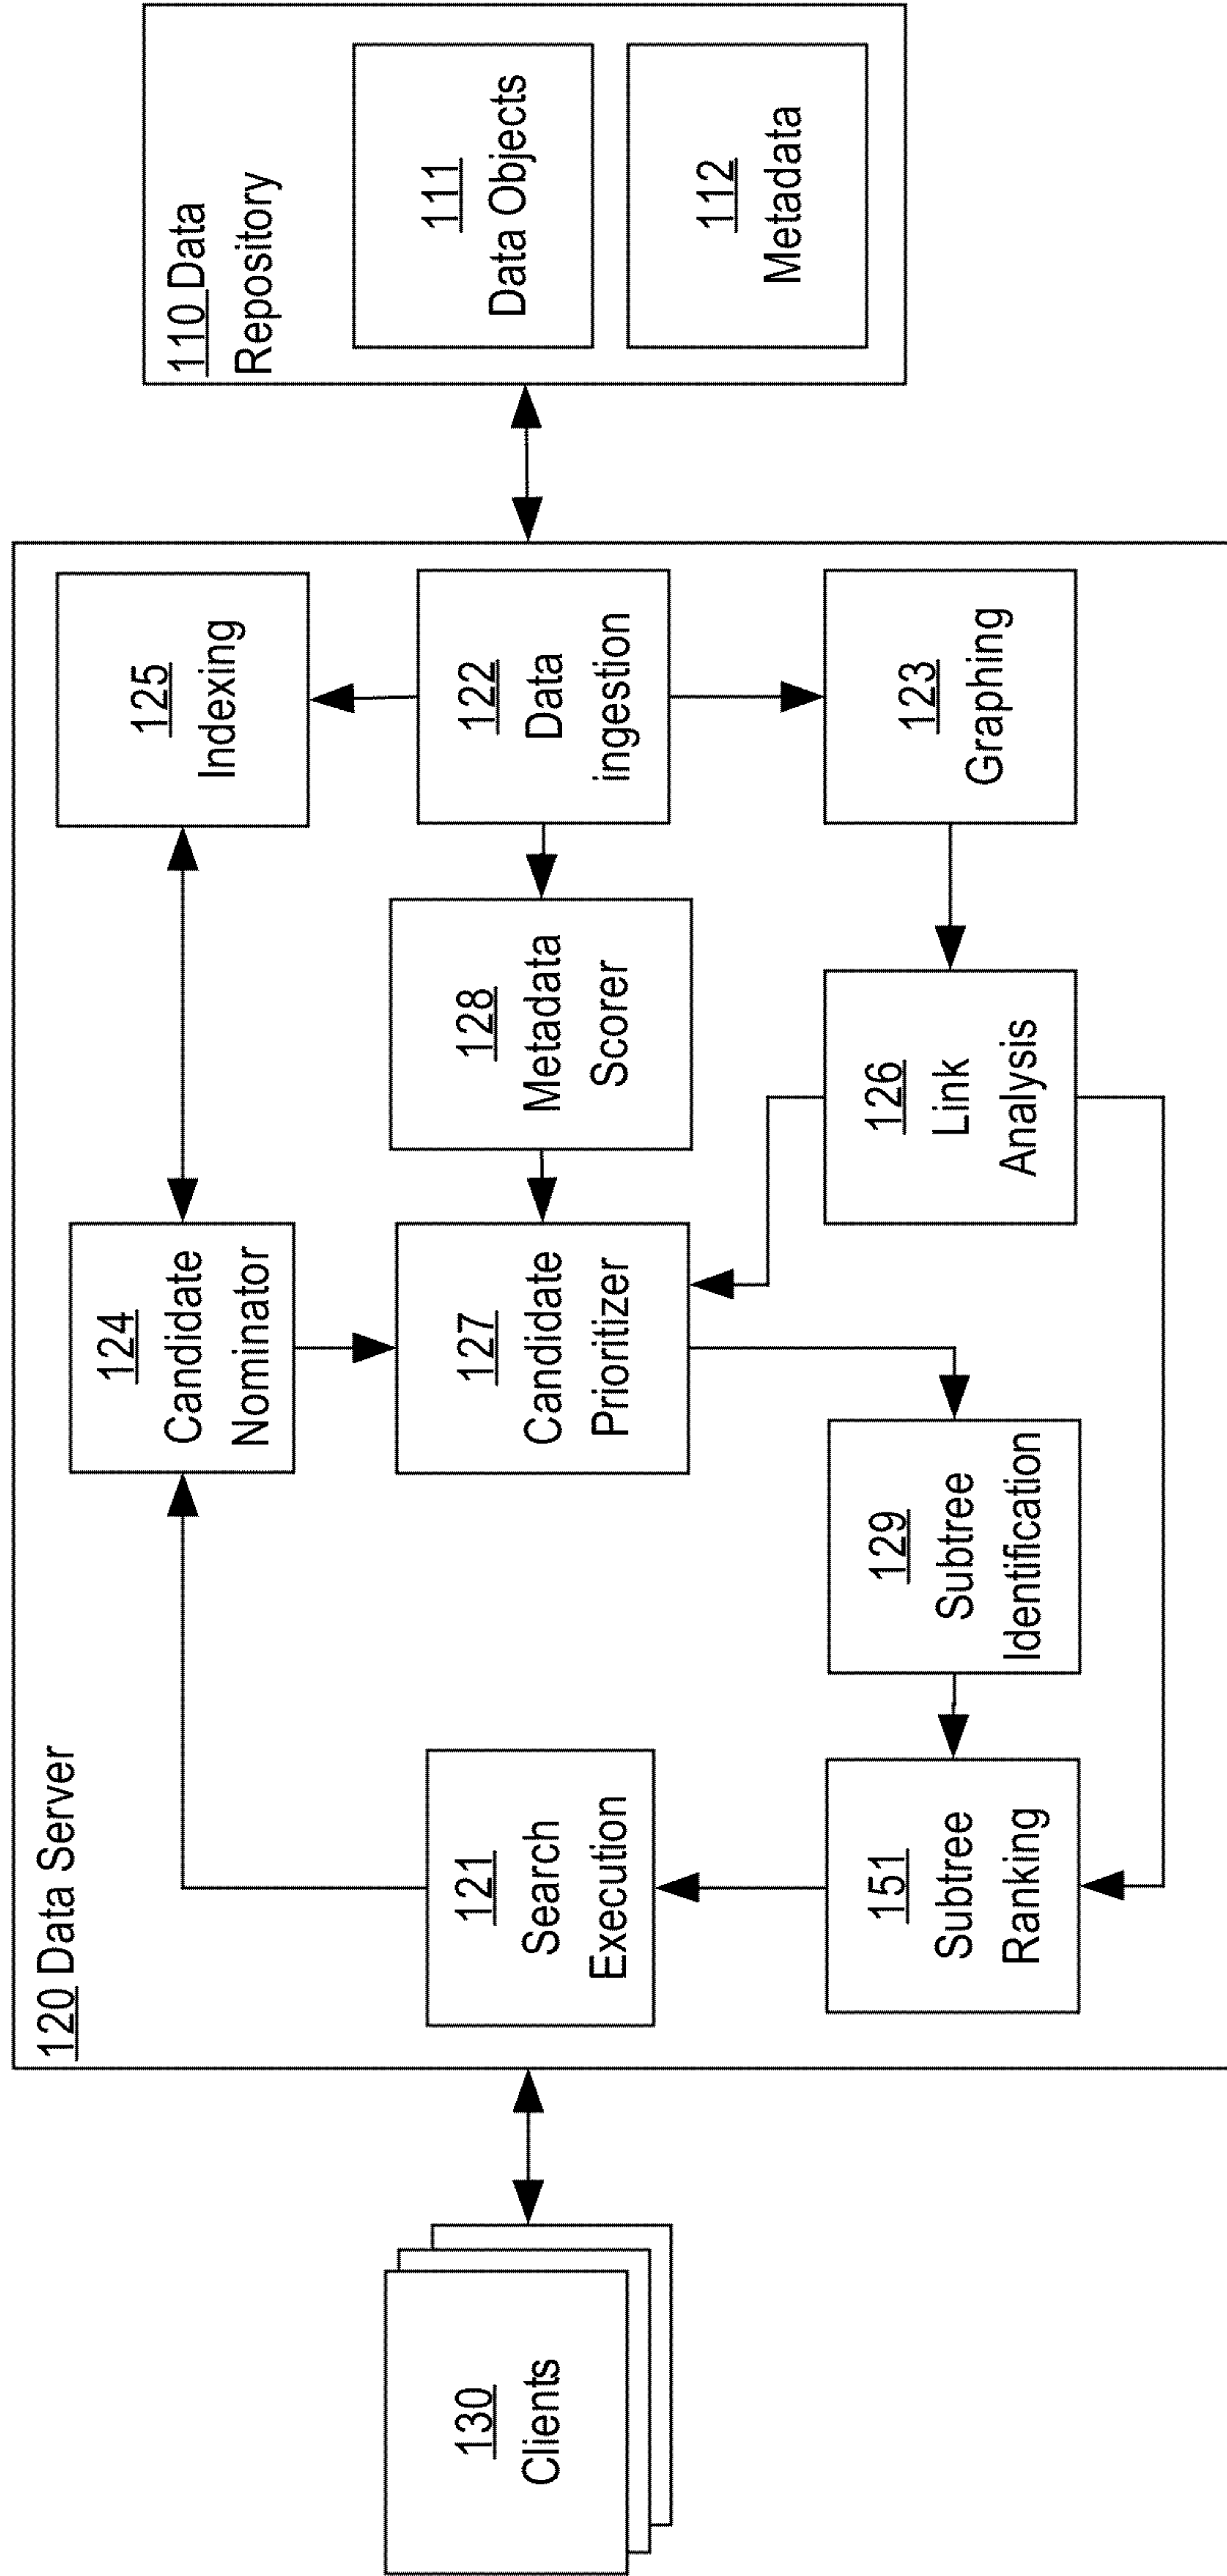 120 Data Server
130
Clients
121
Search
Execution
124
Candidate
Nominator
127
Candidate
Prioritizer
151
Subtree
Ranking
129
Subtree
Identification
128
Metadata
Scorer
126
Link
Analysis
125
Indexing
122
Data
ingestion
123
Graphing
110 Data
Repository
111
Data Objects
112
Metadata